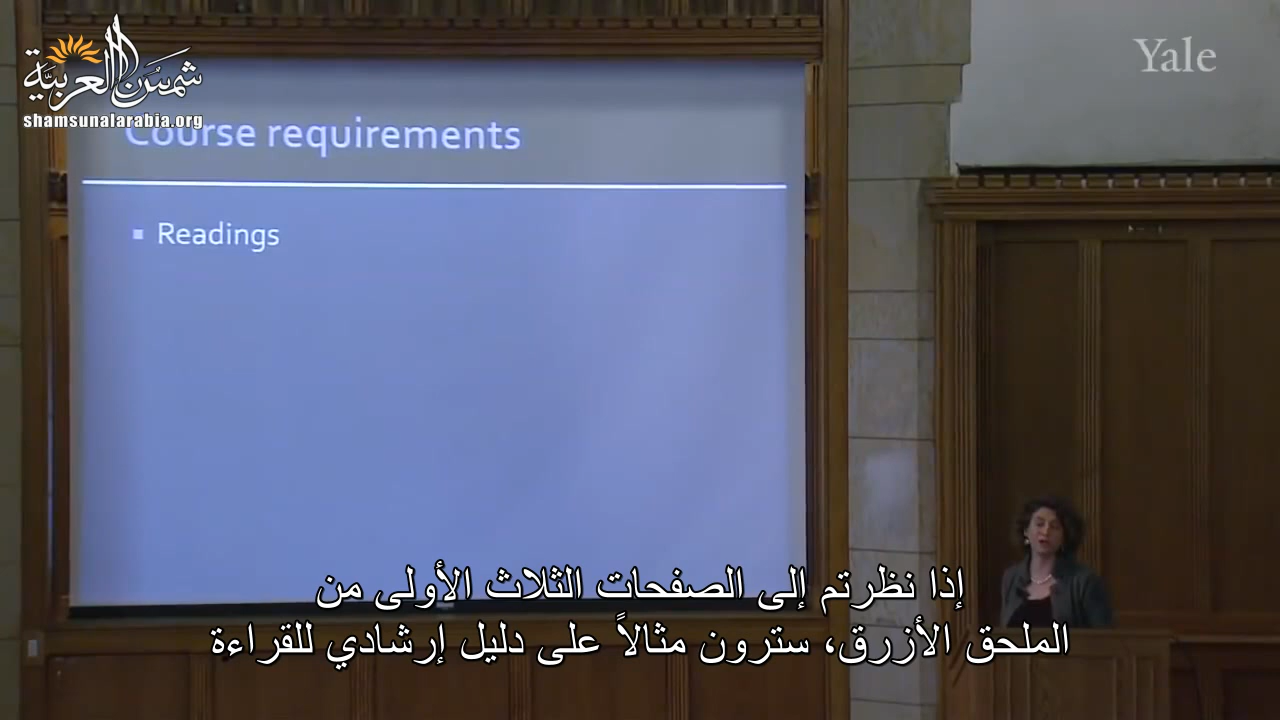 شمسُ العربيَّة
shamsunalarabia.org
Yale
Course requirements
Readings
إذا نظرتم إلى الصفحات الثلاث الأولى من
الملحق الأزرق، سترون مثالاً على دليل إرشادي للقراءة